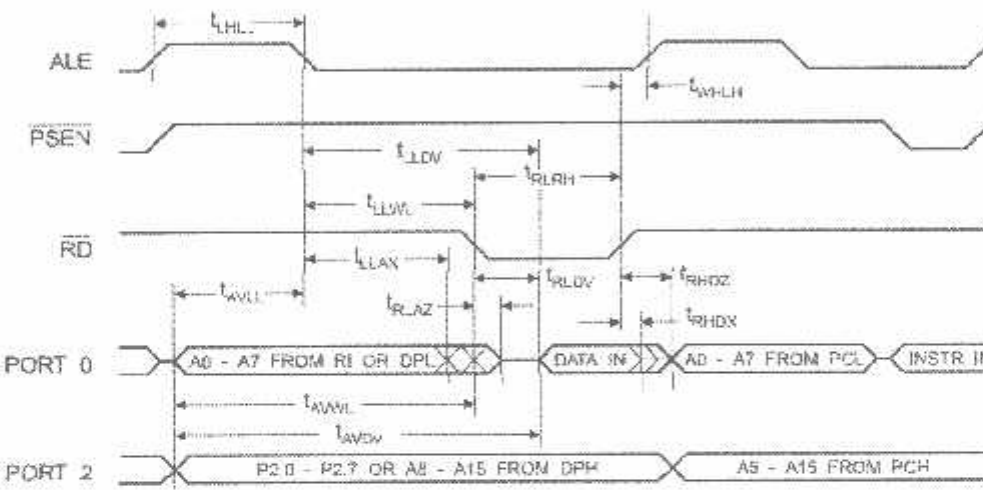 tLHLL
ALE
tWHLH
PSEN
tLLDV
tRLRH
tLLWL
RD
tLLAX
tRLDV
tRHDZ
tAVLL
tRLAZ
tRHDX
PORT 0
A0 - A7 FROM RI OR DPL
DATA IN
A0 - A7 FROM PCL
INSTR IN
tAVWL
tAVDV
PORT 2
P2.0 - P2.7 OR A8 - A15 FROM DPH
A8 - A15 FROM PCH